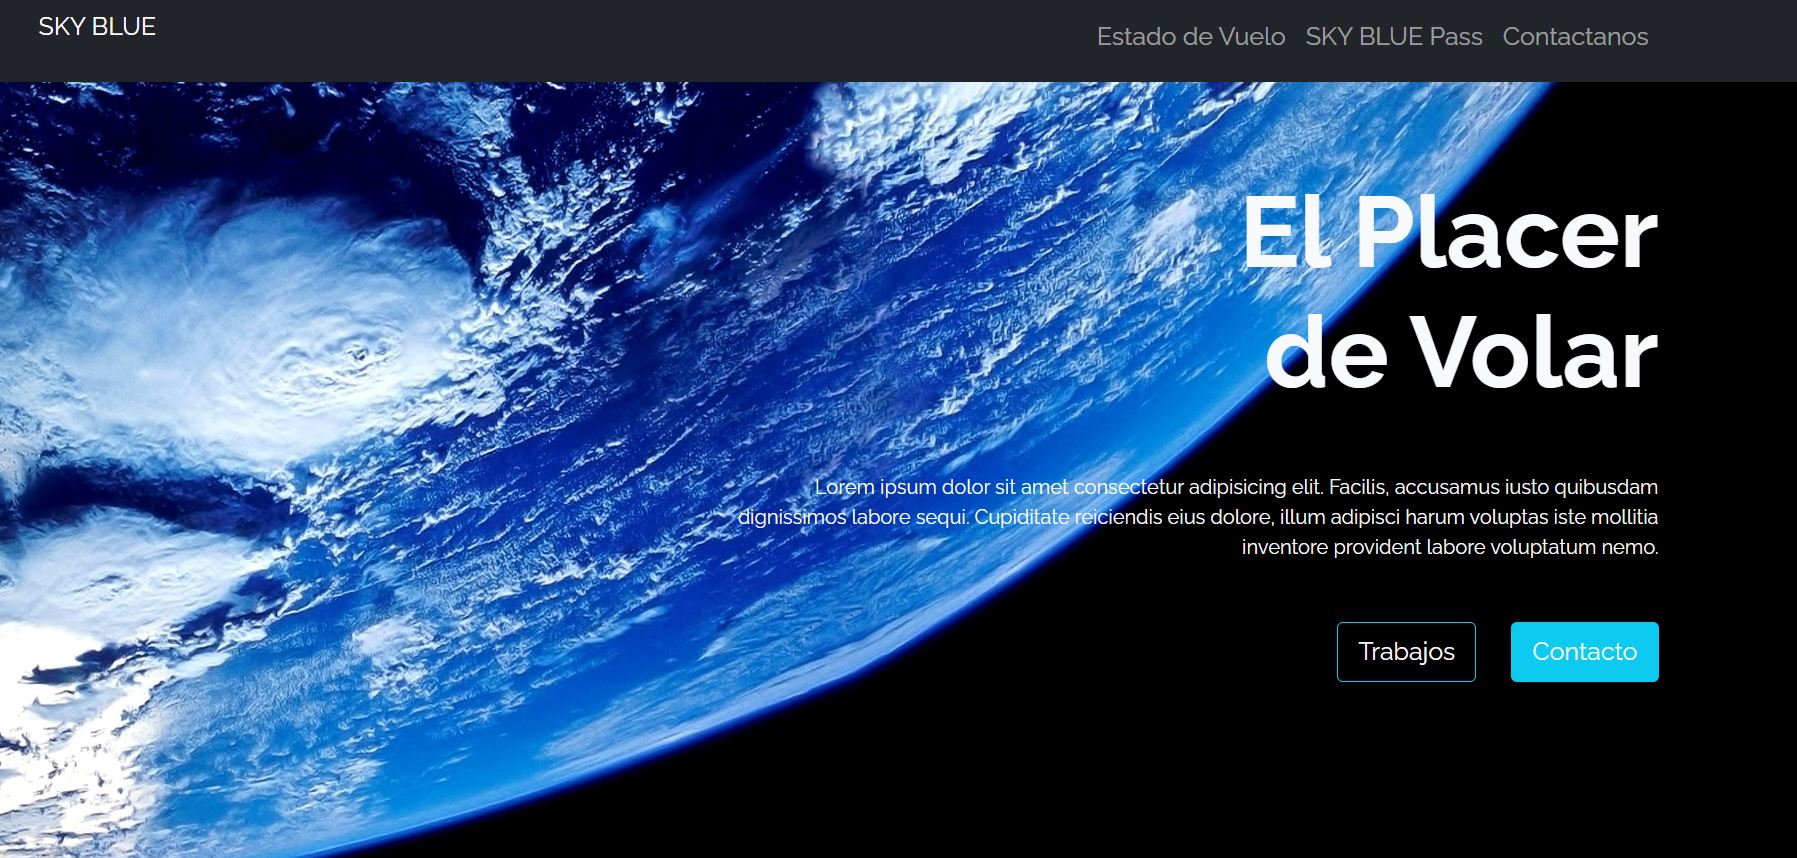 SKY BLUE
Estado de Vuelo SKY BLUE Pass Contactanos
El Placer
de Volar
Lorem ipsum dolor sit amet consectetur adipisicing elit. Facilis, accusamus iusto quibusdam
dignissimos labore sequi. Cupiditate reiciendis eius dolore, illum adipisci harum voluptas iste mollitia
inventore provident labore voluptatum nemo.
Trabajos
Contacto